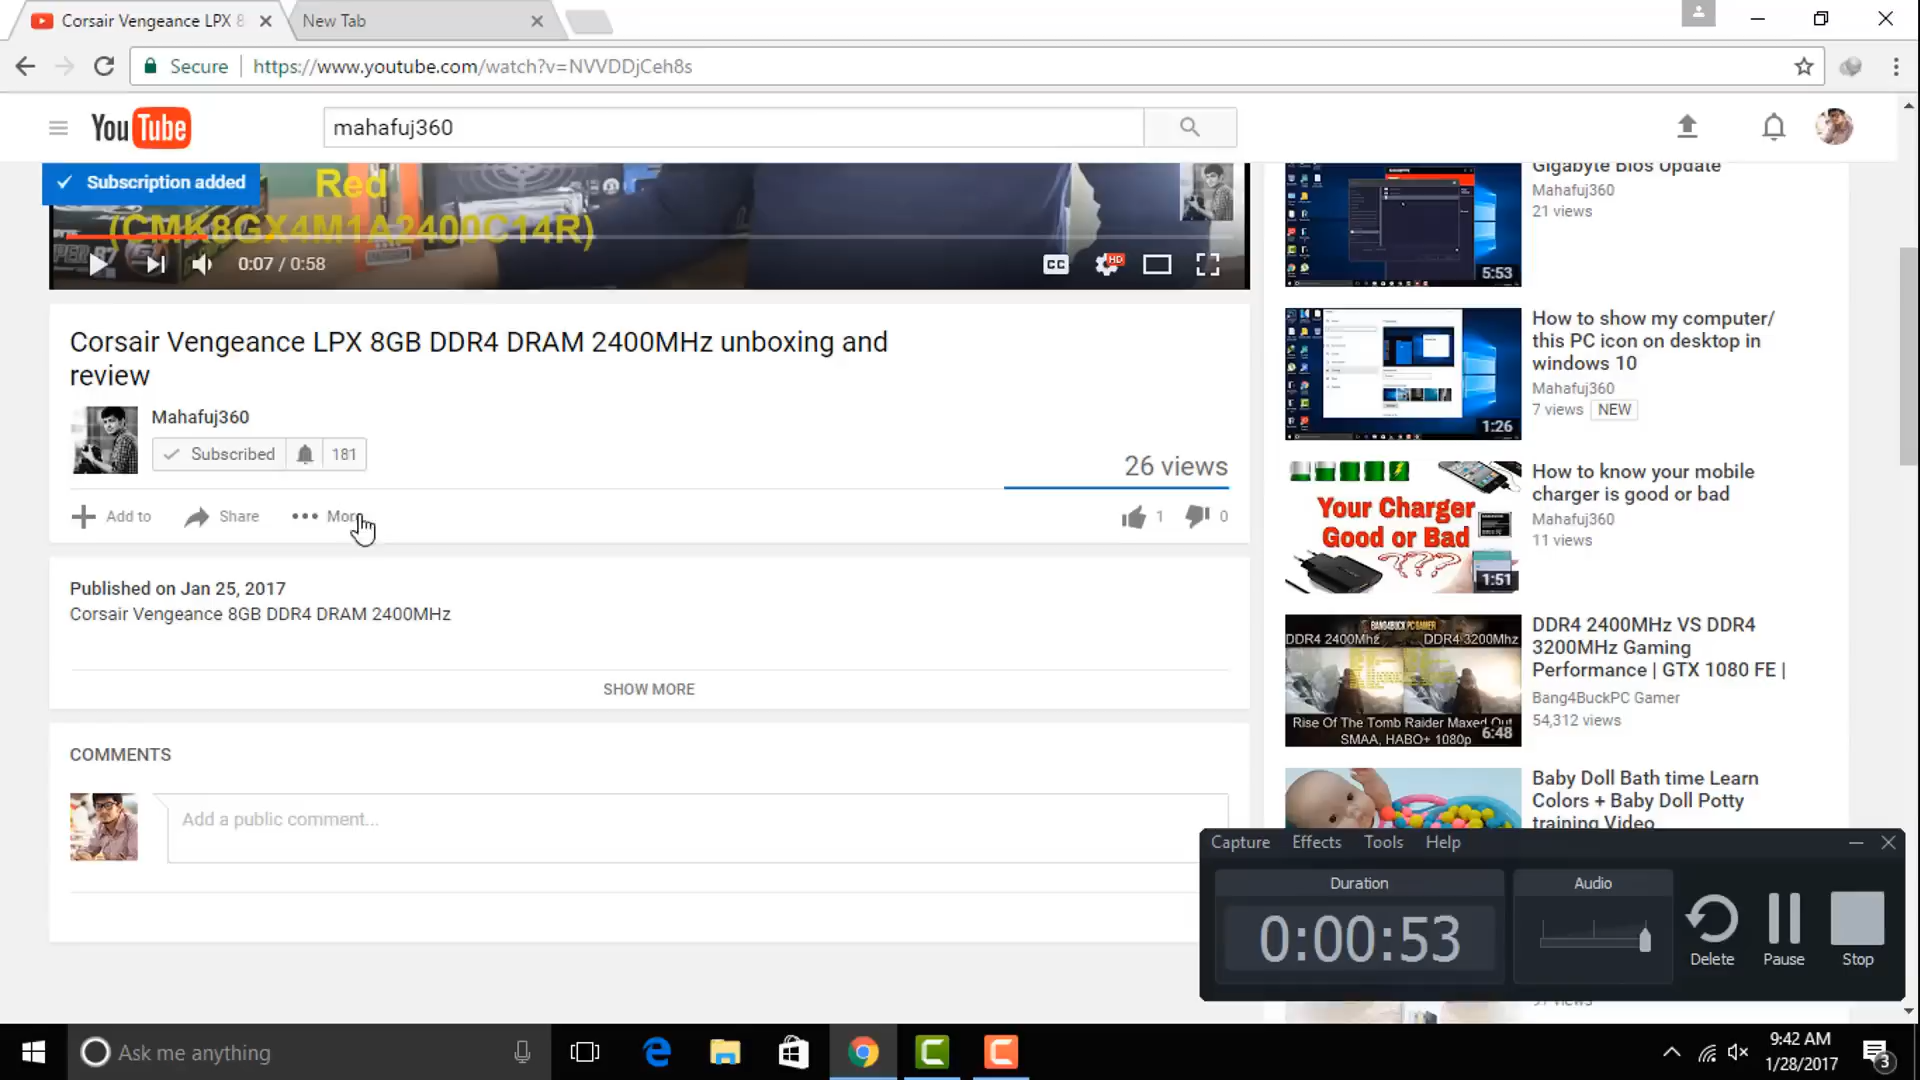 Corsair Vengeance LPX 8
New Tab
Secure
https://www.youtube.com/watch?v=NVVDDjCeh8s
YouTube
mahafuj360
Subscription added
Red
(CMK8GX4M1A2400C14R)
0:07 / 0:58
CC
HD
Corsair Vengeance LPX 8GB DDR4 DRAM 2400MHz unboxing and
review
Mahafuj360
Subscribed
181
26 views
Add to
Share
More
1
0
Published on Jan 25, 2017
Corsair Vengeance 8GB DDR4 DRAM 2400MHz
SHOW MORE
COMMENTS
Add a public comment...
Gigabyte Bios Update
Mahafuj360
21 views
5:53
How to show my computer/
this PC icon on desktop in
windows 10
Mahafuj360
7 views
NEW
1:26
How to know your mobile
charger is good or bad
Mahafuj360
11 views
Your Charger
Good or Bad
1:51
DDR4 2400MHz VS DDR4
3200MHz Gaming
Performance | GTX 1080 FE |
Bang4BuckPC Gamer
54,312 views
BANG4BUCK PC GAMER
DDR4 2400Mhz
DDR4 3200Mhz
Rise Of The Tomb Raider Maxed Out
SMAA, HABO+ 1080p
6:48
Baby Doll Bath time Learn
Colors + Baby Doll Potty
training Video
Capture
Effects
Tools
Help
Duration
0:00:53
Audio
Delete
Pause
Stop
Ask me anything
9:42 AM
1/28/2017
3